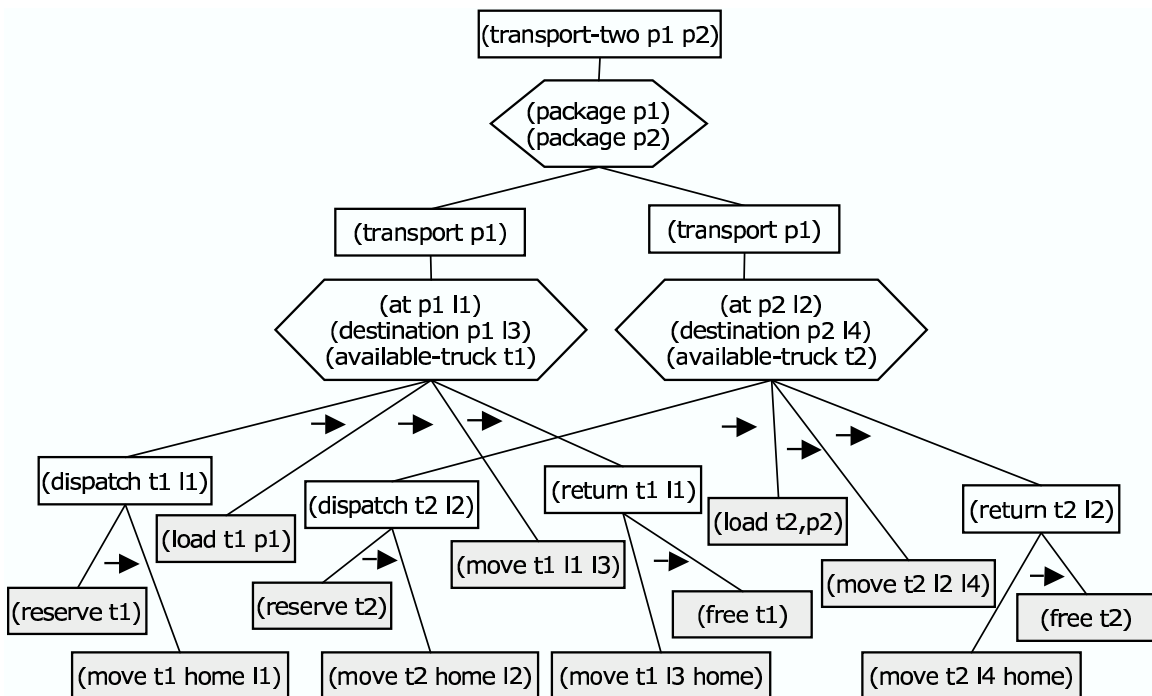 (transport-two p1 p2)
(package p1)
(package p2)
(transport p1)
(transport p1)
(at p1 l1)
(destination p1 l3)
(available-truck t1)
(at p2 l2)
(destination p2 l4)
(available-truck t2)
(dispatch t1 l1)
(load t1 p1)
(dispatch t2 l2)
(move t1 l1 l3)
(return t1 l1)
(load t2,p2)
(move t2 l2 l4)
(return t2 l2)
(reserve t1)
(reserve t2)
(free t1)
(free t2)
(move t1 home l1)
(move t2 home l2)
(move t1 l3 home)
(move t2 l4 home)